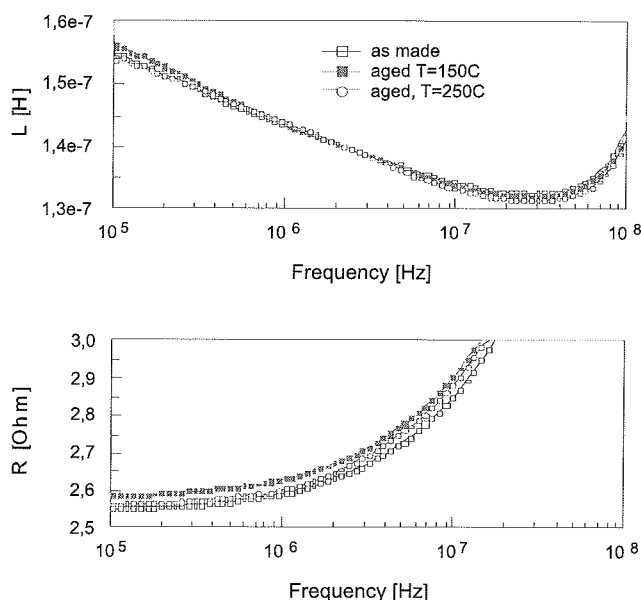 1,6e-7
1,5e-7
1,4e-7
1,3e-7
L [H]
as made
aged T=150C
aged, T=250C
10 5
10 6
10 7
10 8
Frequency [Hz]
3,0
2,9
2,8
2,7
2,6
2,5
R [Ohm]
10 5
10 6
10 7
10 8
Frequency [Hz]